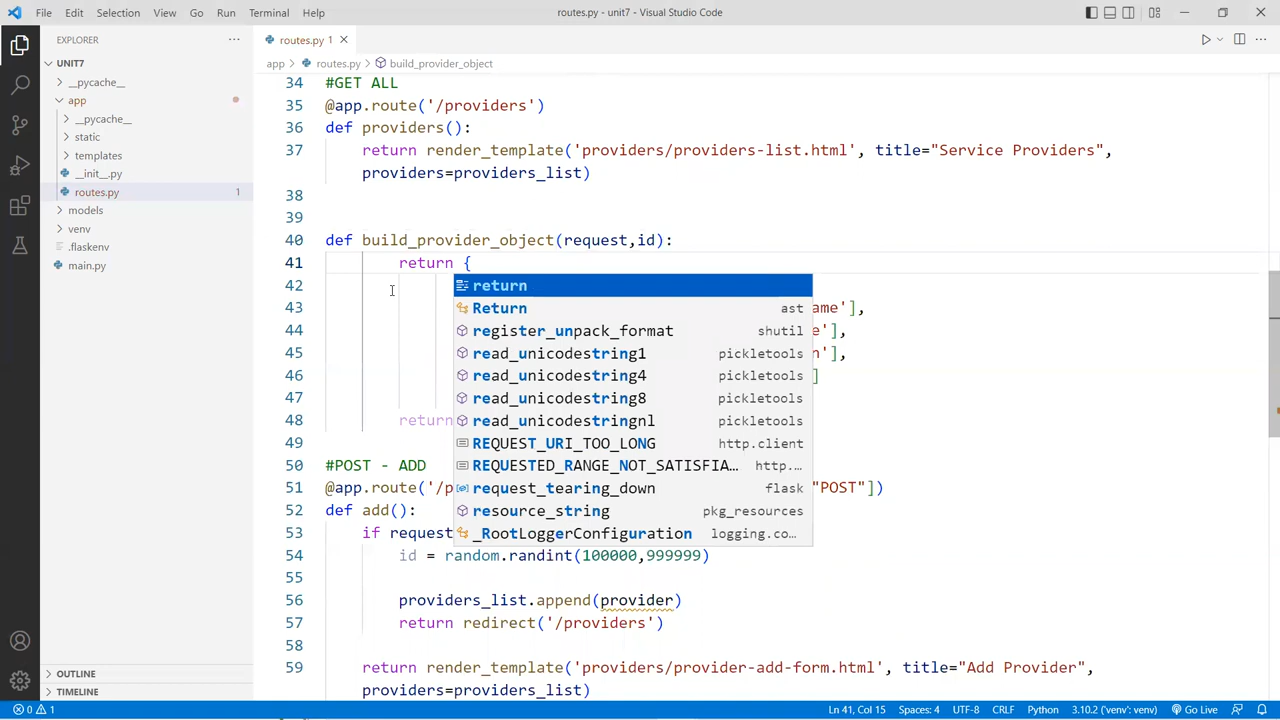 File Edit Selection View Go Run Terminal Help routes.py - unit7 - Visual Studio Code
EXPLORER ... routes.py 1
UNIT7 app > routes.py > build_provider_object
__pycache__
app
__pycache__
static
templates
__init__.py
routes.py 1
models
venv
.flaskenv
main.py
OUTLINE
TIMELINE
34 #GET ALL
35 @app.route('/providers')
36 def providers():
37 return render_template('providers/providers-list.html', title="Service Providers",
providers=providers_list)
38
39
40 def build_provider_object(request,id):
41 return {
42 return
43 Return ast ame'],
44 register_unpack_format shutil e'],
45 read_unicodestring1 pickletools n'],
46 read_unicodestring4 pickletools ]
47 read_unicodestring8 pickletools
48 return read_unicodestringnl pickletools
49 REQUEST_URI_TOO_LONG http.client
50 #POST - ADD REQUESTED_RANGE_NOT_SATISFIA... http....
51 @app.route('/p request_tearing_down flask "POST"])
52 def add(): resource_string pkg_resources
53 if request _RootLoggerConfiguration logging.co...
54 id = random.randint(100000,999999)
55
56 providers_list.append(provider)
57 return redirect('/providers')
58
59 return render_template('providers/provider-add-form.html', title="Add Provider",
providers=providers_list)
0 1 Ln 41, Col 15 Spaces: 4 UTF-8 CRLF Python 3.10.2 ('venv': venv) Go Live